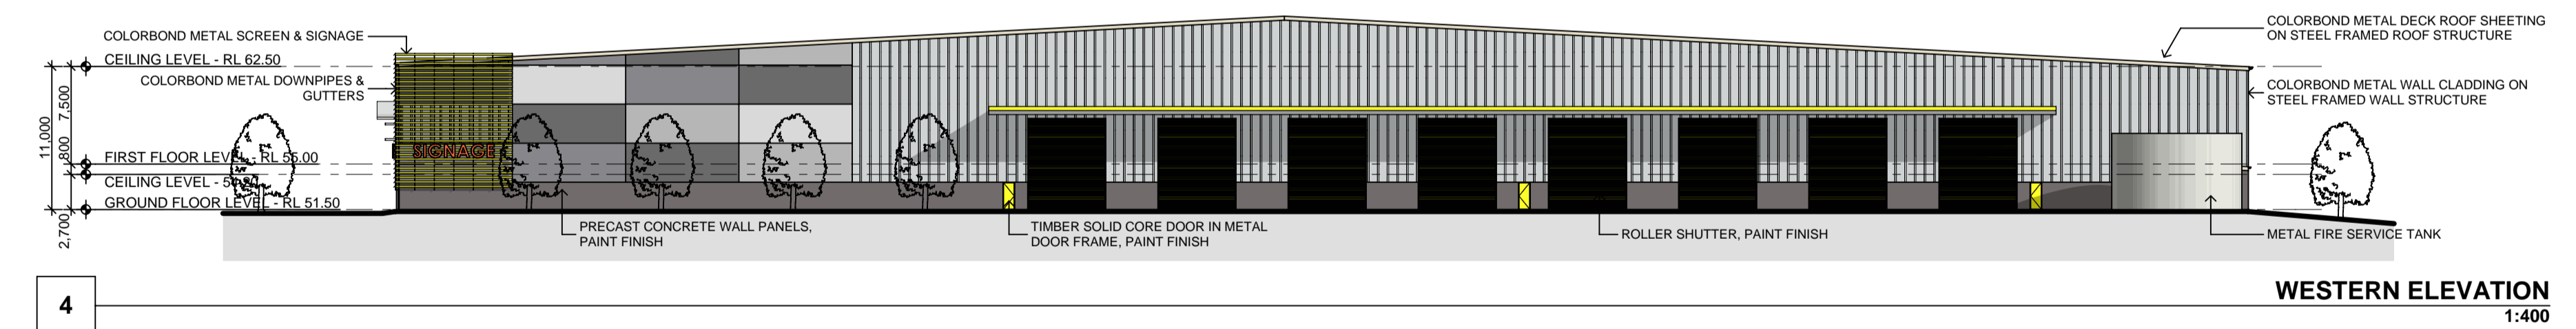 COLORBOND METAL SCREEN & SIGNAGE
CEILING LEVEL - RL 62.50
COLORBOND METAL DOWNPIPES &
GUTTERS
7,500
11,000
800
FIRST FLOOR LEVEL - RL 55.00
CEILING LEVEL -
GROUND FLOOR LEVEL - RL 51.50
2,700
SIGNAGE
PRECAST CONCRETE WALL PANELS,
PAINT FINISH
TIMBER SOLID CORE DOOR IN METAL
DOOR FRAME, PAINT FINISH
ROLLER SHUTTER, PAINT FINISH
COLORBOND METAL DECK ROOF SHEETING
ON STEEL FRAMED ROOF STRUCTURE
COLORBOND METAL WALL CLADDING ON
STEEL FRAMED WALL STRUCTURE
METAL FIRE SERVICE TANK
4
WESTERN ELEVATION
1:400